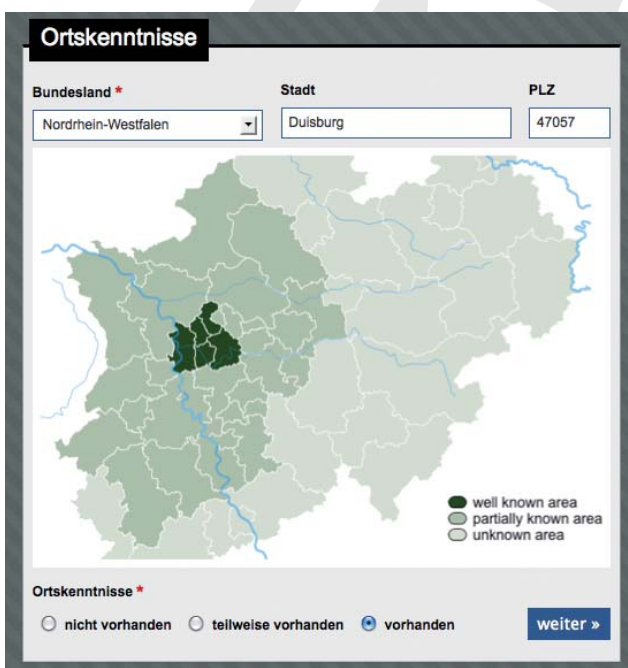 Ortskenntnisse
Bundesland * Stadt PLZ
Nordrhein-Westfalen Duisburg 47057
well known area
partially known area
unknown area
Ortskenntnisse *
nicht vorhanden teilweise vorhanden vorhanden weiter »